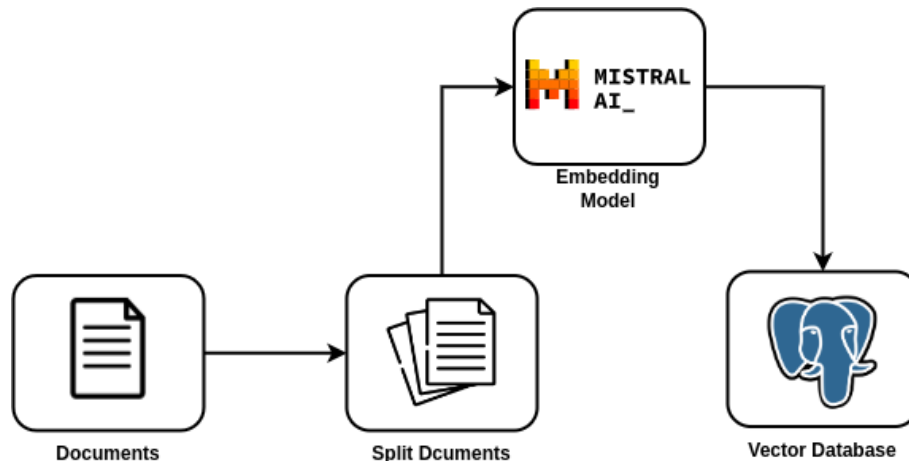 MISTRAL
AI_
Embedding
Model
Documents
Split Dcuments
Vector Database